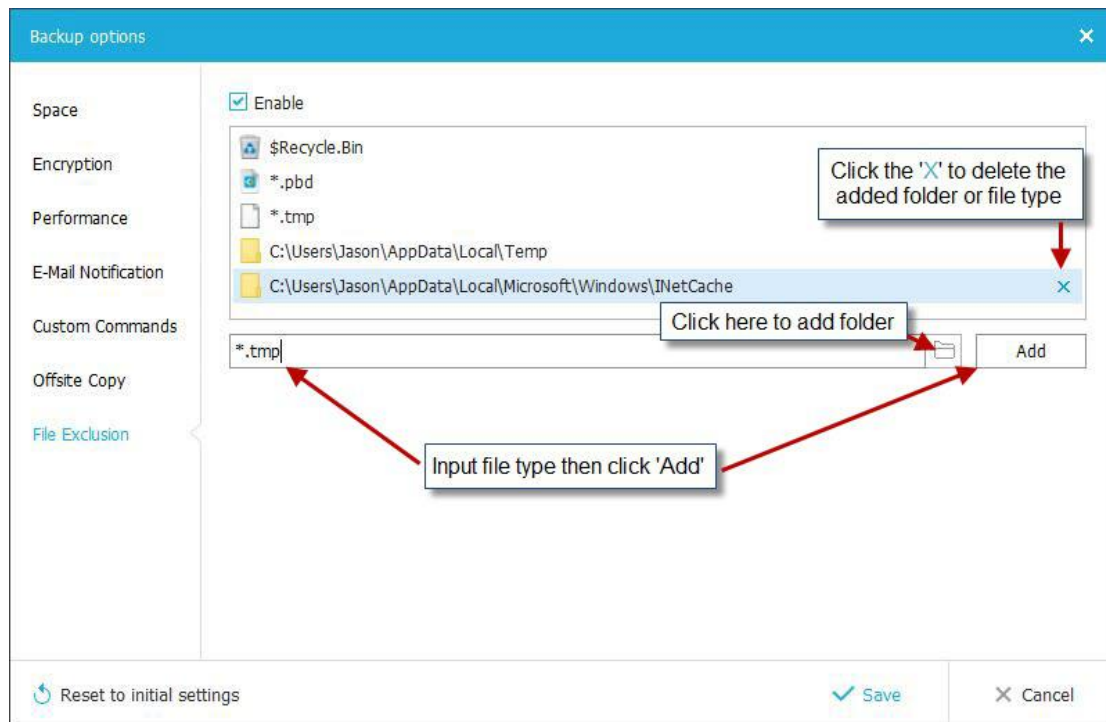 Backup options
Space
Encryption
Performance
E-Mail Notification
Custom Commands
Offsite Copy
File Exclusion
Enable
$Recycle.Bin
*.pbd
*.tmp
C:\Users\Jason\AppData\Local\Temp
C:\Users\Jason\AppData\Local\Microsoft\Windows\INetCache
Click the 'X' to delete the
added folder or file type
Click here to add folder
*.tmp
Add
Input file type then click 'Add'
Reset to initial settings
Save
Cancel